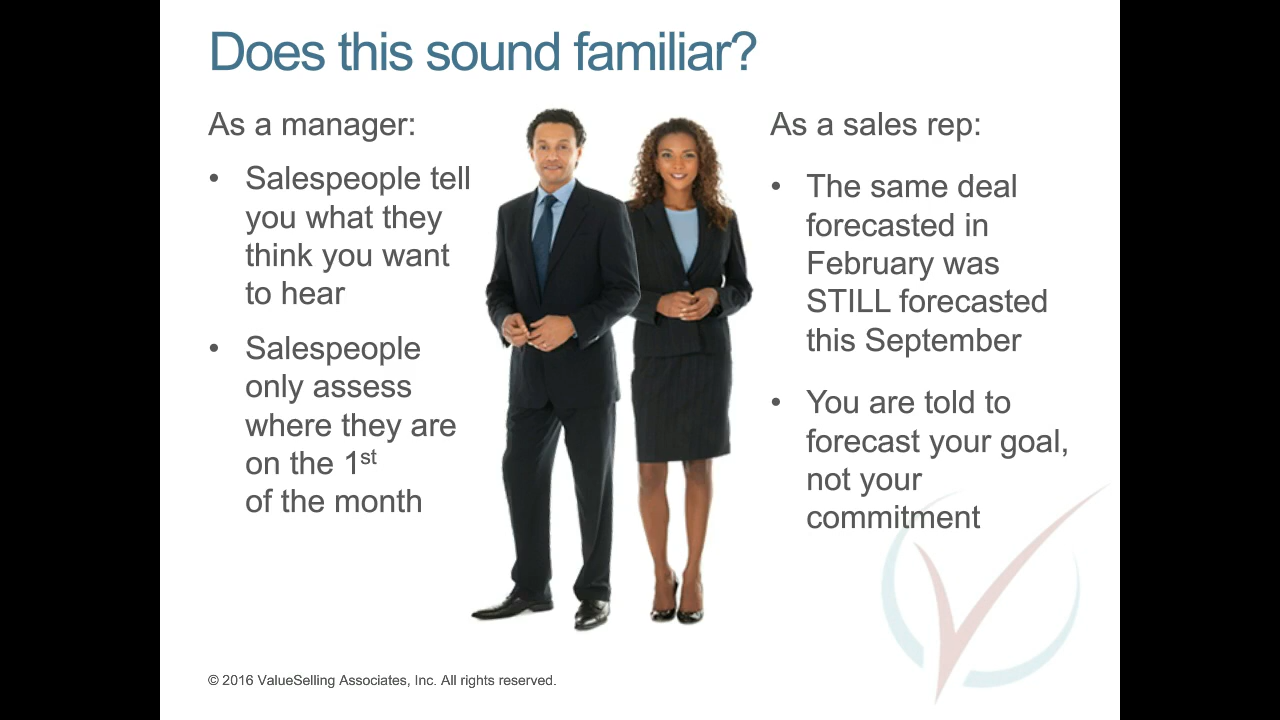 Does this sound familiar?
As a manager:
• Salespeople tell
you what they
think you want
to hear
• Salespeople
only assess
where they are
on the 1st
of the month
As a sales rep:
• The same deal
forecasted in
February was
STILL forecasted
this September
• You are told to
forecast your goal,
not your
commitment
© 2016 ValueSelling Associates, Inc. All rights reserved.